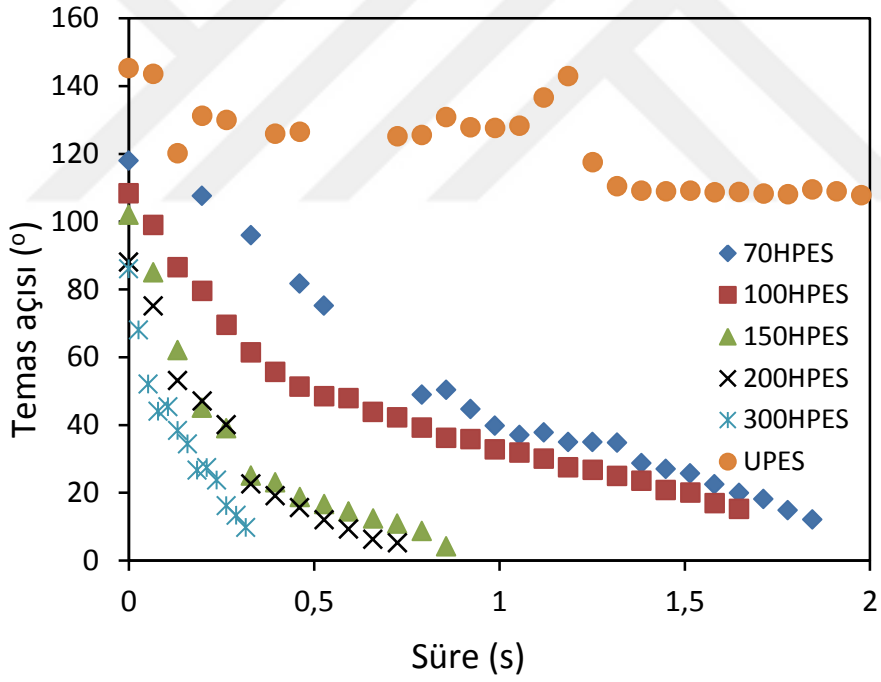 160
140
120
100
80
60
40
20
0
Temas açısı (º)
0
0,5
1
1,5
2
Süre (s)
70HPES
100HPES
150HPES
200HPES
300HPES
UPES